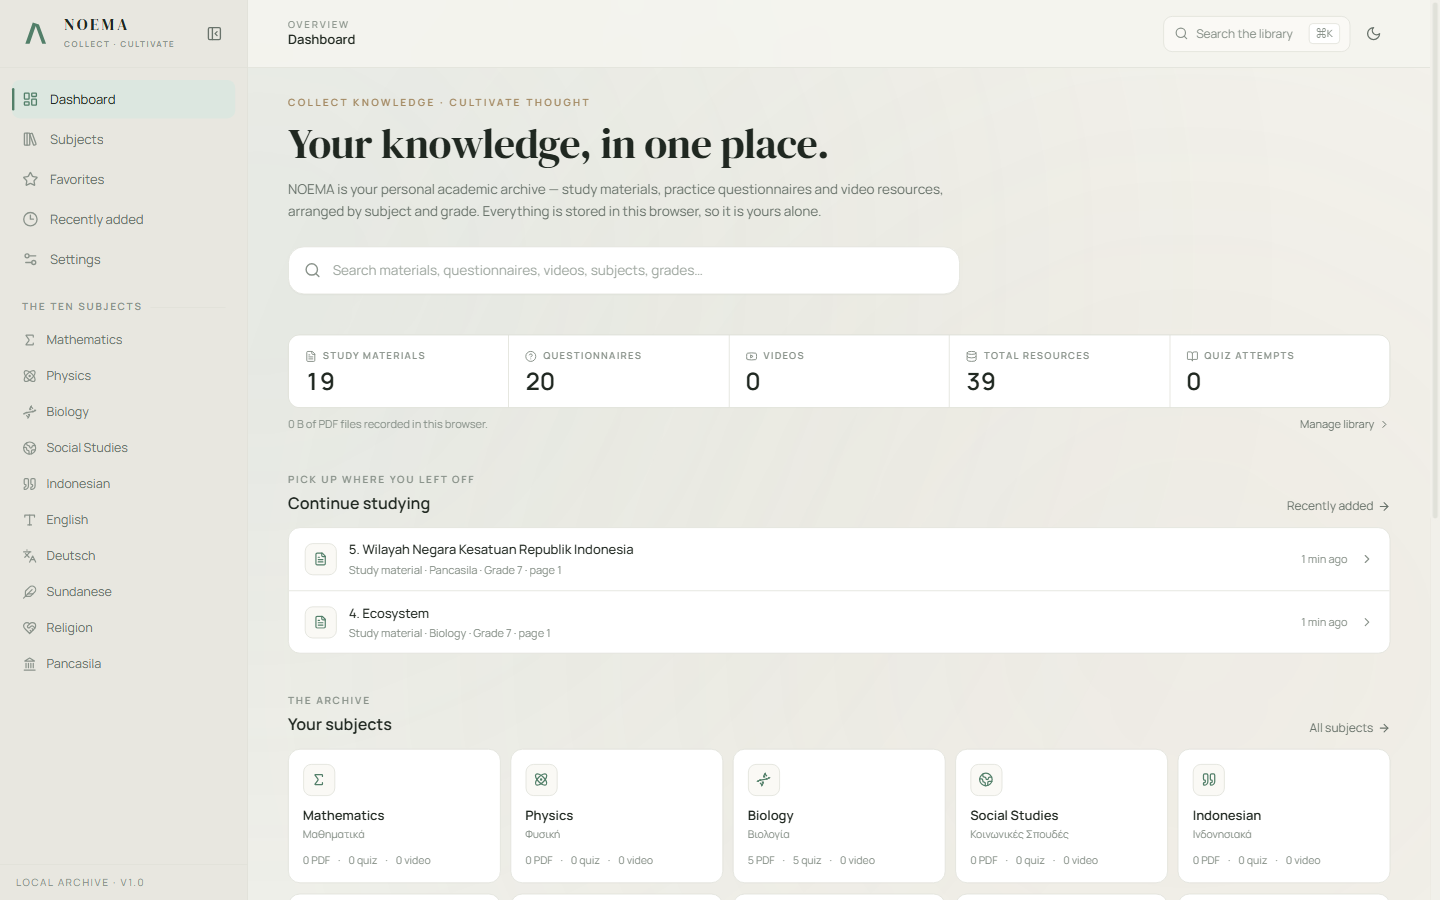 NOEMA
COLLECT · CULTIVATE
Dashboard
Subjects
Favorites
Recently added
Settings
THE TEN SUBJECTS
Mathematics
Physics
Biology
Social Studies
Indonesian
English
Deutsch
Sundanese
Religion
Pancasila
LOCAL ARCHIVE · V1.0
OVERVIEW
Dashboard
Search the library ⌘K
COLLECT KNOWLEDGE · CULTIVATE THOUGHT
Your knowledge, in one place.
NOEMA is your personal academic archive — study materials, practice questionnaires and video resources,
arranged by subject and grade. Everything is stored in this browser, so it is yours alone.
Search materials, questionnaires, videos, subjects, grades...
STUDY MATERIALS
19
QUESTIONNAIRES
20
VIDEOS
0
TOTAL RESOURCES
39
QUIZ ATTEMPTS
0
0 B of PDF files recorded in this browser.
Manage library
PICK UP WHERE YOU LEFT OFF
Continue studying
Recently added
5. Wilayah Negara Kesatuan Republik Indonesia
Study material · Pancasila · Grade 7 · page 1
1 min ago
4. Ecosystem
Study material · Biology · Grade 7 · page 1
1 min ago
THE ARCHIVE
Your subjects
All subjects
Mathematics
Μαθηματικά
0 PDF · 0 quiz · 0 video
Physics
Φυσική
0 PDF · 0 quiz · 0 video
Biology
Βιολογία
5 PDF · 5 quiz · 0 video
Social Studies
Κοινωνικές Σπουδές
0 PDF · 0 quiz · 0 video
Indonesian
Ινδονησιακά
0 PDF · 0 quiz · 0 video